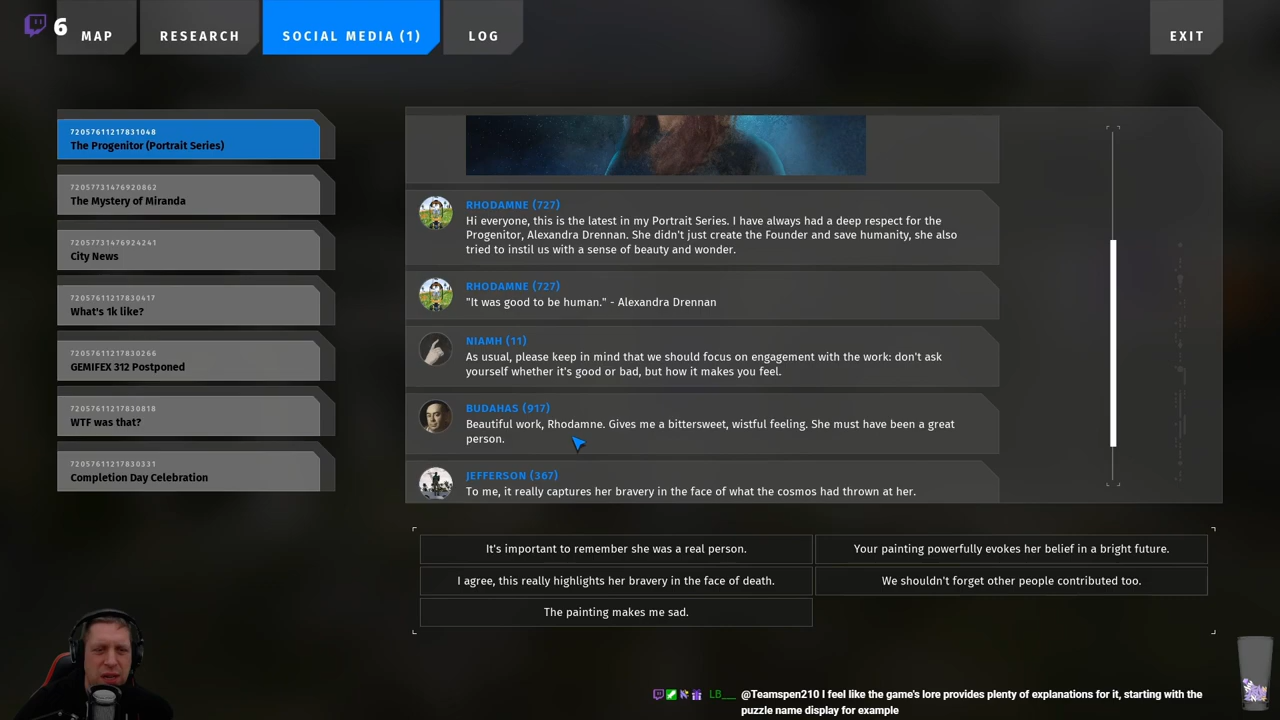 6
MAP
RESEARCH
SOCIAL MEDIA (1)
LOG
EXIT
72057611217831048
The Progenitor (Portrait Series)
72057731476920862
The Mystery of Miranda
72057731476924241
City News
72057611217830417
What's 1k like?
72057611217830266
GEMIFEX 312 Postponed
72057611217830818
WTF was that?
72057611217830331
Completion Day Celebration
RHODAMNE (727)
Hi everyone, this is the latest in my Portrait Series. I have always had a deep respect for the
Progenitor, Alexandra Drennan. She didn't just create the Founder and save humanity, she also
tried to instil us with a sense of beauty and wonder.
RHODAMNE (727)
"It was good to be human." - Alexandra Drennan
NIAMH (11)
As usual, please keep in mind that we should focus on engagement with the work: don't ask
yourself whether it's good or bad, but how it makes you feel.
BUDAHAS (917)
Beautiful work, Rhodamne. Gives me a bittersweet, wistful feeling. She must have been a great
person.
JEFFERSON (367)
To me, it really captures her bravery in the face of what the cosmos had thrown at her.
It's important to remember she was a real person.
Your painting powerfully evokes her belief in a bright future.
I agree, this really highlights her bravery in the face of death.
We shouldn't forget other people contributed too.
The painting makes me sad.
LB__ @Teamspen210 I feel like the game's lore provides plenty of explanations for it, starting with the
puzzle name display for example